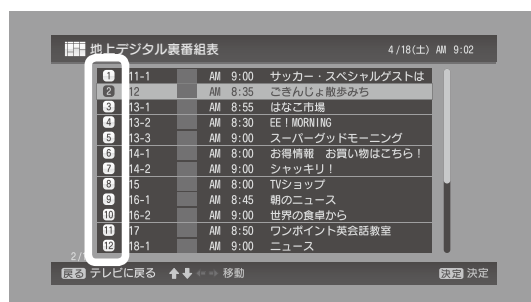 地上デジタル裏番組表 4/18(土) AM 9:02
1 11-1 AM 9:00 サッカー・スペシャルゲストは
2 12 AM 8:35 ごきんじょ散歩みち
3 13-1 AM 8:55 はなこ市場
4 13-2 AM 8:30 EE!MORNING
5 13-3 AM 9:00 スーパーグッドモーニング
6 14-1 AM 8:00 お得情報 お買い物はこちら!
7 14-2 AM 9:00 シャッキリ!
8 15 AM 8:00 TVショップ
9 16-1 AM 8:45 朝のニュース
10 16-2 AM 9:00 世界の食卓から
11 17 AM 8:50 ワンポイント英会話教室
12 18-1 AM 9:00 ニュース
2/
戻る テレビに戻る ↑↓←→ 移動 決定 決定